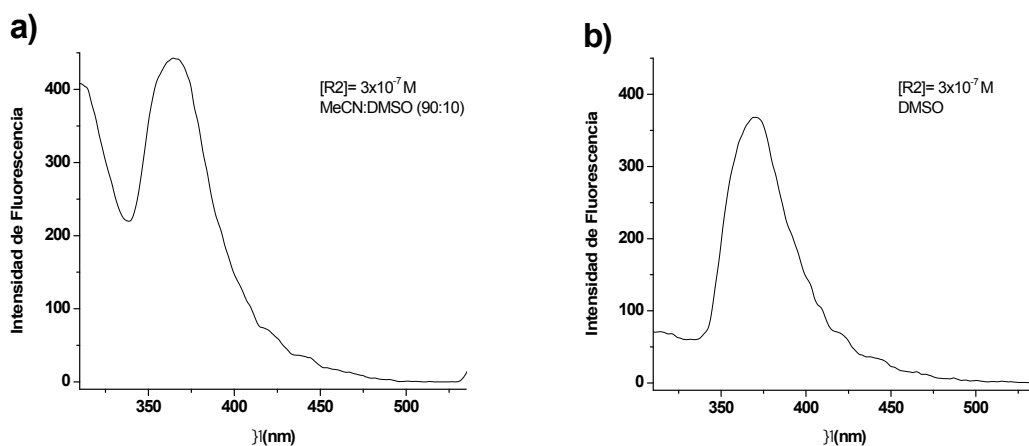 a)
[R2]= 3x10⁻⁷ M
MeCN:DMSO (90:10)
Intensidad de Fluorescencia
400
300
200
100
0
350
400
450
500
(nm)
b)
[R2]= 3x10⁻⁷ M
DMSO
Intensidad de Fluorescencia
400
300
200
100
0
350
400
450
500
(nm)